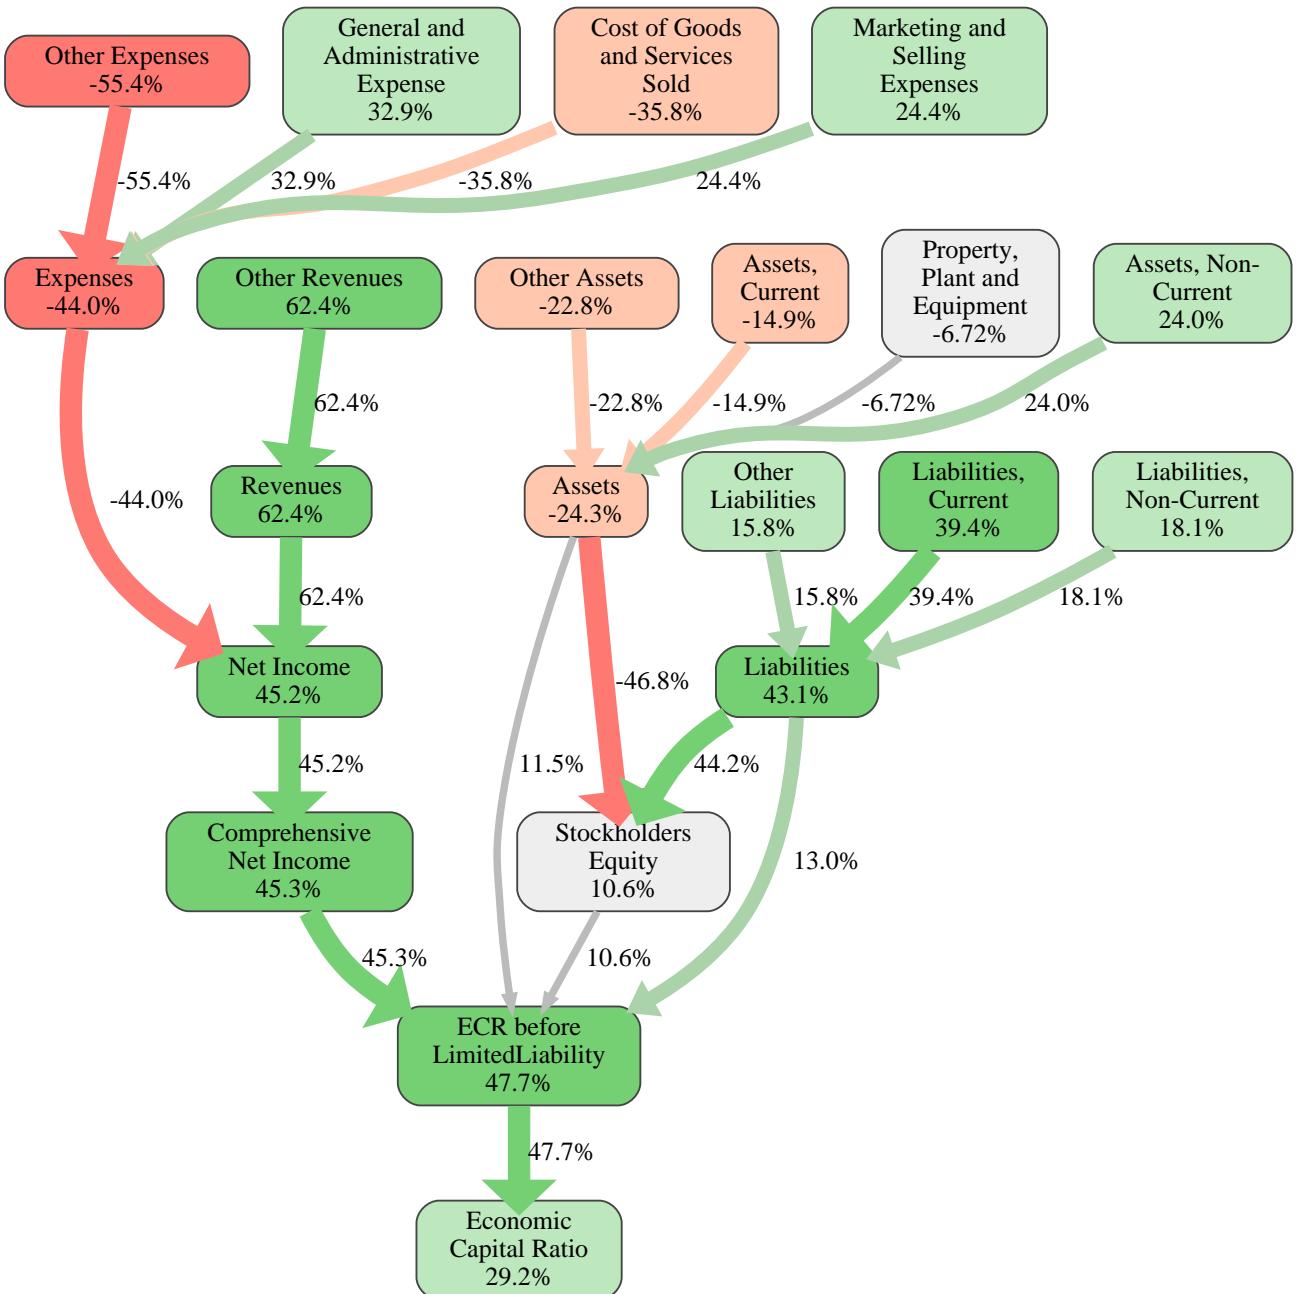 Other Expenses
-55.4%
General and
Administrative
Expense
32.9%
Cost of Goods
and Services
Sold
-35.8%
Marketing and
Selling
Expenses
24.4%
-55.4%
32.9%
-35.8%
24.4%
Expenses
-44.0%
Other Revenues
62.4%
Other Assets
-22.8%
Assets,
Current
-14.9%
Property,
Plant and
Equipment
-6.72%
Assets, Non-
Current
24.0%
62.4%
-22.8%
-14.9%
-6.72%
24.0%
-44.0%
Revenues
62.4%
Assets
-24.3%
Other
Liabilities
15.8%
Liabilities,
Current
39.4%
Liabilities,
Non-Current
18.1%
62.4%
15.8%
39.4%
18.1%
Net Income
45.2%
-46.8%
Liabilities
43.1%
45.2%
11.5%
44.2%
Comprehensive
Net Income
45.3%
Stockholders
Equity
10.6%
13.0%
45.3%
10.6%
ECR before
LimitedLiability
47.7%
47.7%
Economic
Capital Ratio
29.2%